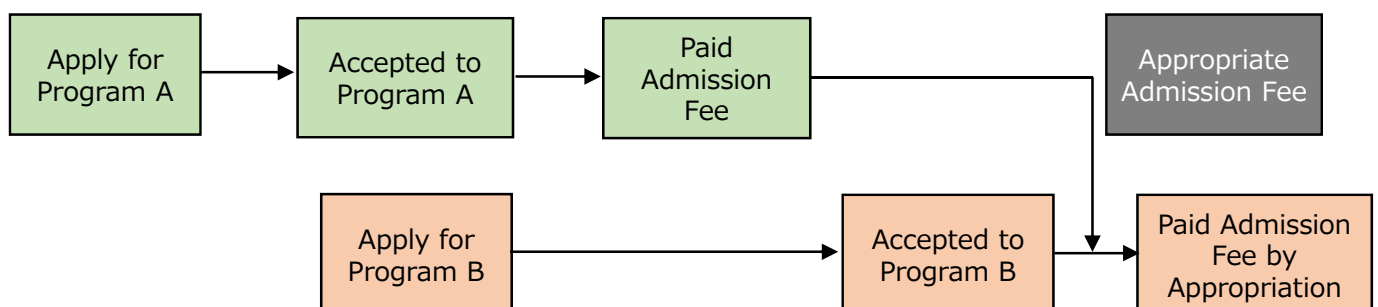 Apply for
Program A
Accepted to
Program A
Paid
Admission
Fee
Appropriate
Admission Fee
Apply for
Program B
Accepted to
Program B
Paid Admission
Fee by
Appropriation